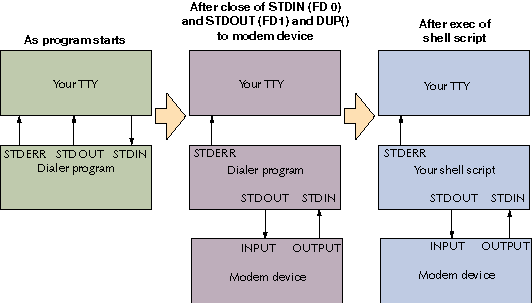 As program starts
Your TTY
STDERR STDOUT STDIN
Dialer program
After close of STDIN (FD 0)
and STDOUT (FD1) and DUP()
to modem device
Your TTY
STDERR
Dialer program
STDOUT STDIN
INPUT OUTPUT
Modem device
After exec of
shell script
Your TTY
STDERR
Your shell script
STDOUT STDIN
INPUT OUTPUT
Modem device